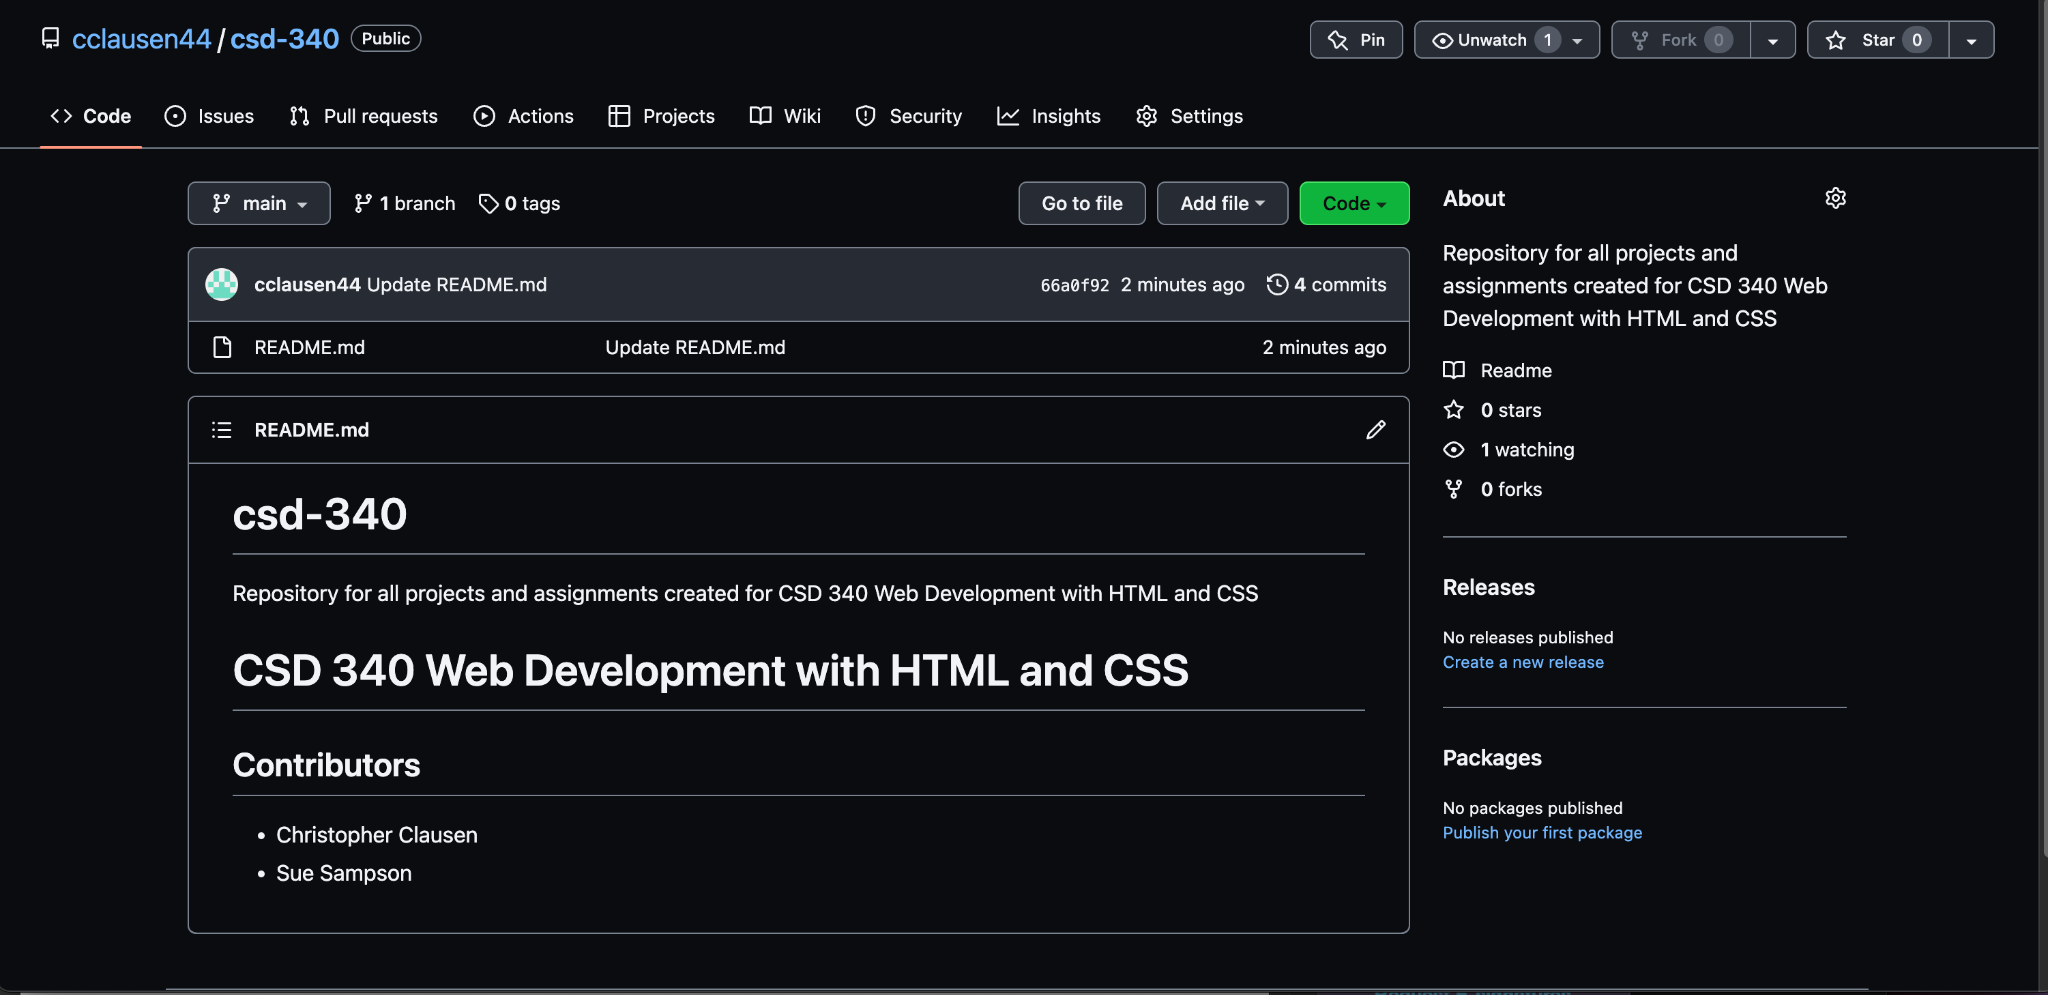 cclausen44 / csd-340 Public
Pin Unwatch 1 Fork 0 Star 0
Code Issues Pull requests Actions Projects Wiki Security Insights Settings
main 1 branch 0 tags Go to file Add file Code
cclausen44 Update README.md 66a0f92 2 minutes ago 4 commits
README.md Update README.md 2 minutes ago
README.md
csd-340
Repository for all projects and assignments created for CSD 340 Web Development with HTML and CSS
CSD 340 Web Development with HTML and CSS
Contributors
• Christopher Clausen
• Sue Sampson
About
Repository for all projects and
assignments created for CSD 340 Web
Development with HTML and CSS
Readme
0 stars
1 watching
0 forks
Releases
No releases published
Create a new release
Packages
No packages published
Publish your first package